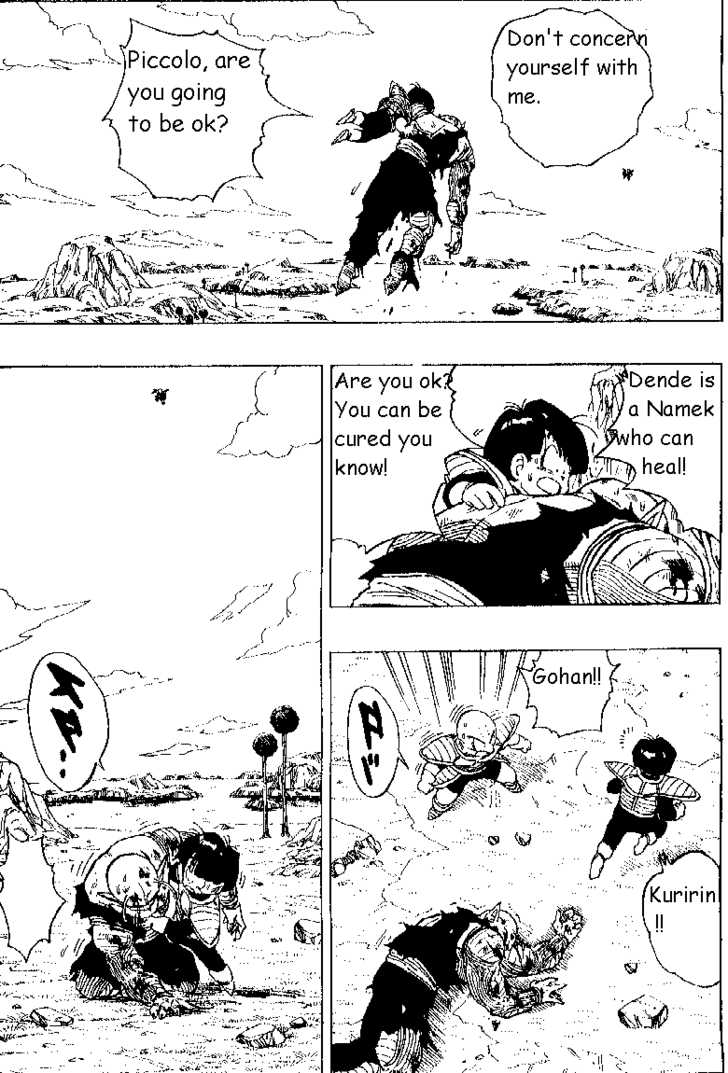 Piccolo, are
you going
to be ok?
Don't concern
yourself with
me.
Are you ok?
You can be
cured you
know!
Dende is
a Namek
who can
heal!
Gohan!!
Kuririn
!!